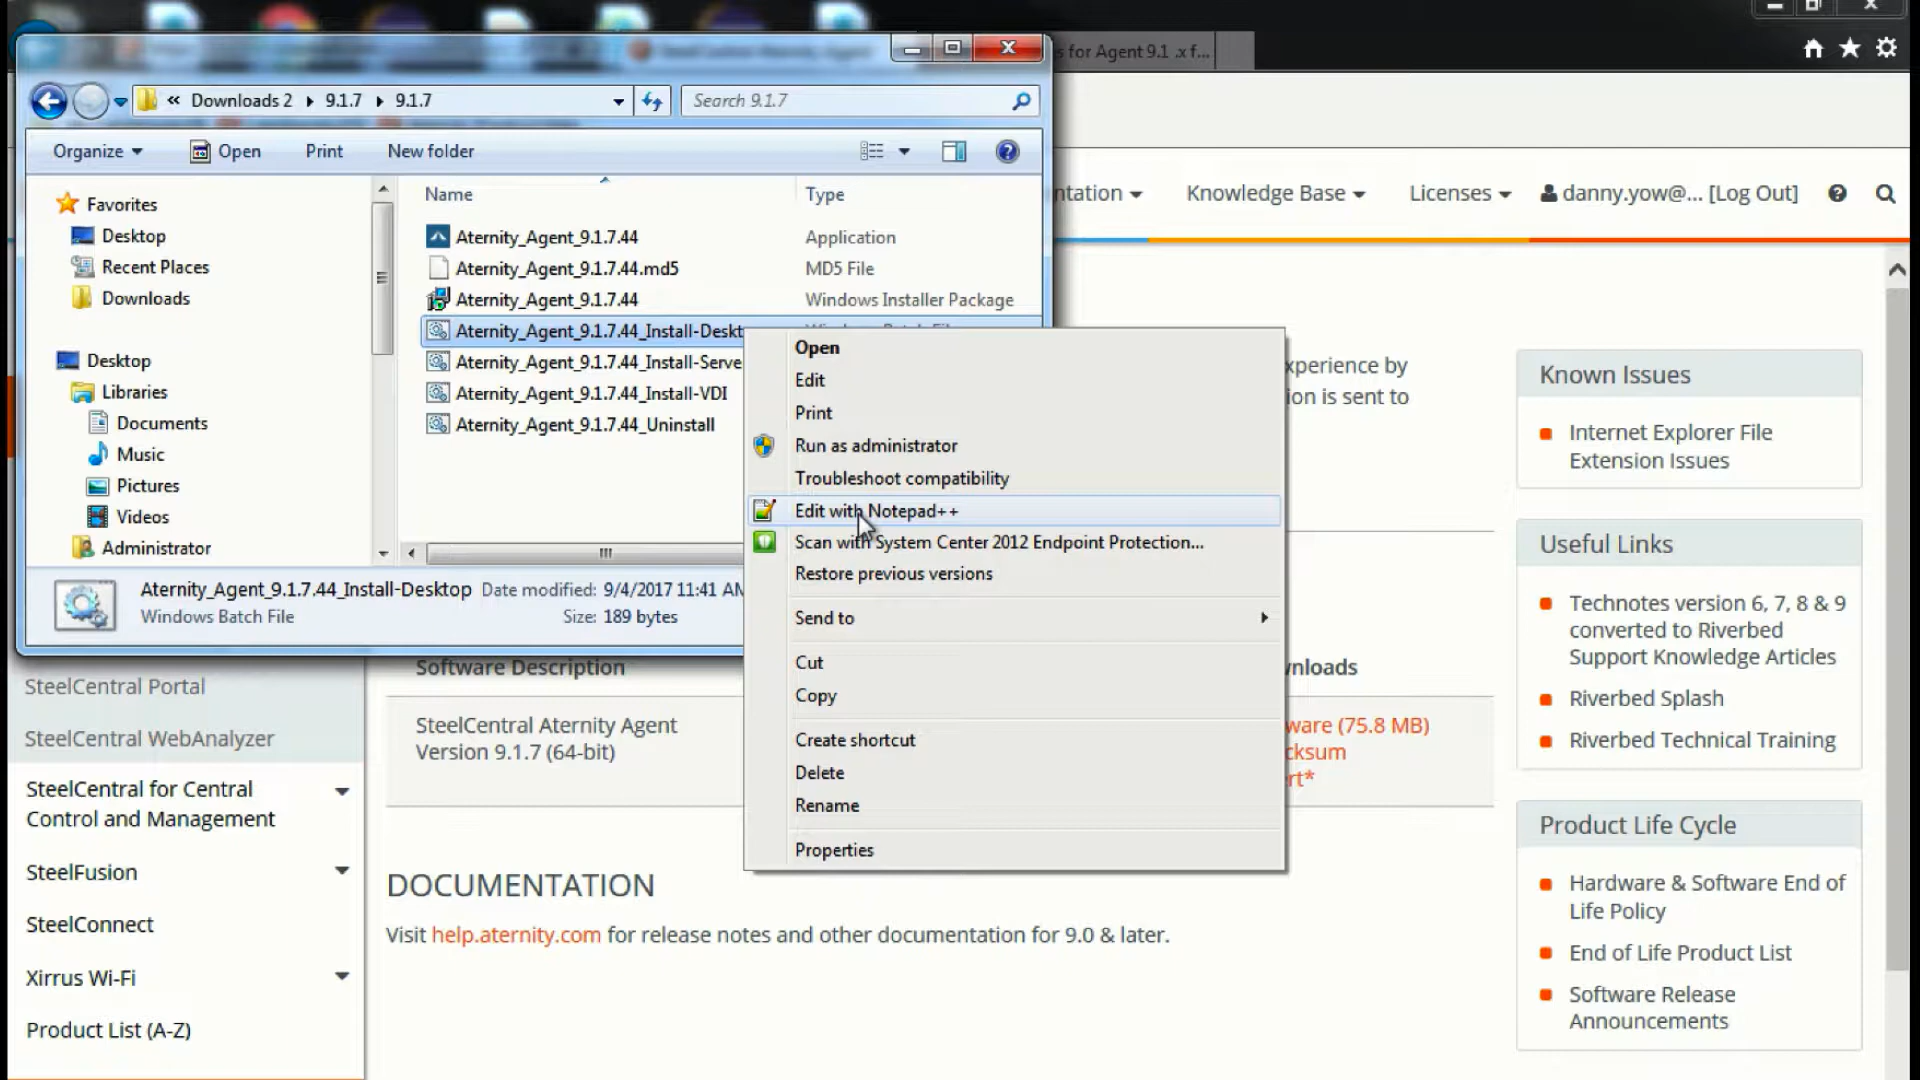 s for Agent 9.1 .x f...
« Downloads 2 ▸ 9.1.7 ▸ 9.1.7
Search 9.1.7
Organize
Open
Print
New folder
Name
Type
Favorites
Desktop
Recent Places
Downloads
Desktop
Libraries
Documents
Music
Pictures
Videos
Administrator
Aternity_Agent_9.1.7.44 Application
Aternity_Agent_9.1.7.44.md5 MD5 File
Aternity_Agent_9.1.7.44 Windows Installer Package
Aternity_Agent_9.1.7.44_Install-Deskt
Aternity_Agent_9.1.7.44_Install-Serve
Aternity_Agent_9.1.7.44_Install-VDI
Aternity_Agent_9.1.7.44_Uninstall
Aternity_Agent_9.1.7.44_Install-Desktop Date modified: 9/4/2017 11:41 AM
Windows Batch File Size: 189 bytes
Open
Edit
Print
Run as administrator
Troubleshoot compatibility
Edit with Notepad++
Scan with System Center 2012 Endpoint Protection...
Restore previous versions
Send to
Cut
Copy
Create shortcut
Delete
Rename
Properties
ntation
Knowledge Base
Licenses
danny.yow@... [Log Out]
xperience by
ion is sent to
Known Issues
Internet Explorer File
Extension Issues
Useful Links
Technotes version 6, 7, 8 & 9
converted to Riverbed
Support Knowledge Articles
Riverbed Splash
Riverbed Technical Training
Product Life Cycle
Hardware & Software End of
Life Policy
End of Life Product List
Software Release
Announcements
SteelCentral Portal
SteelCentral WebAnalyzer
SteelCentral for Central
Control and Management
SteelFusion
SteelConnect
Xirrus Wi-Fi
Product List (A-Z)
Software Description
wnloads
SteelCentral Aternity Agent
Version 9.1.7 (64-bit)
ware (75.8 MB)
cksum
rt*
DOCUMENTATION
Visit help.aternity.com for release notes and other documentation for 9.0 & later.